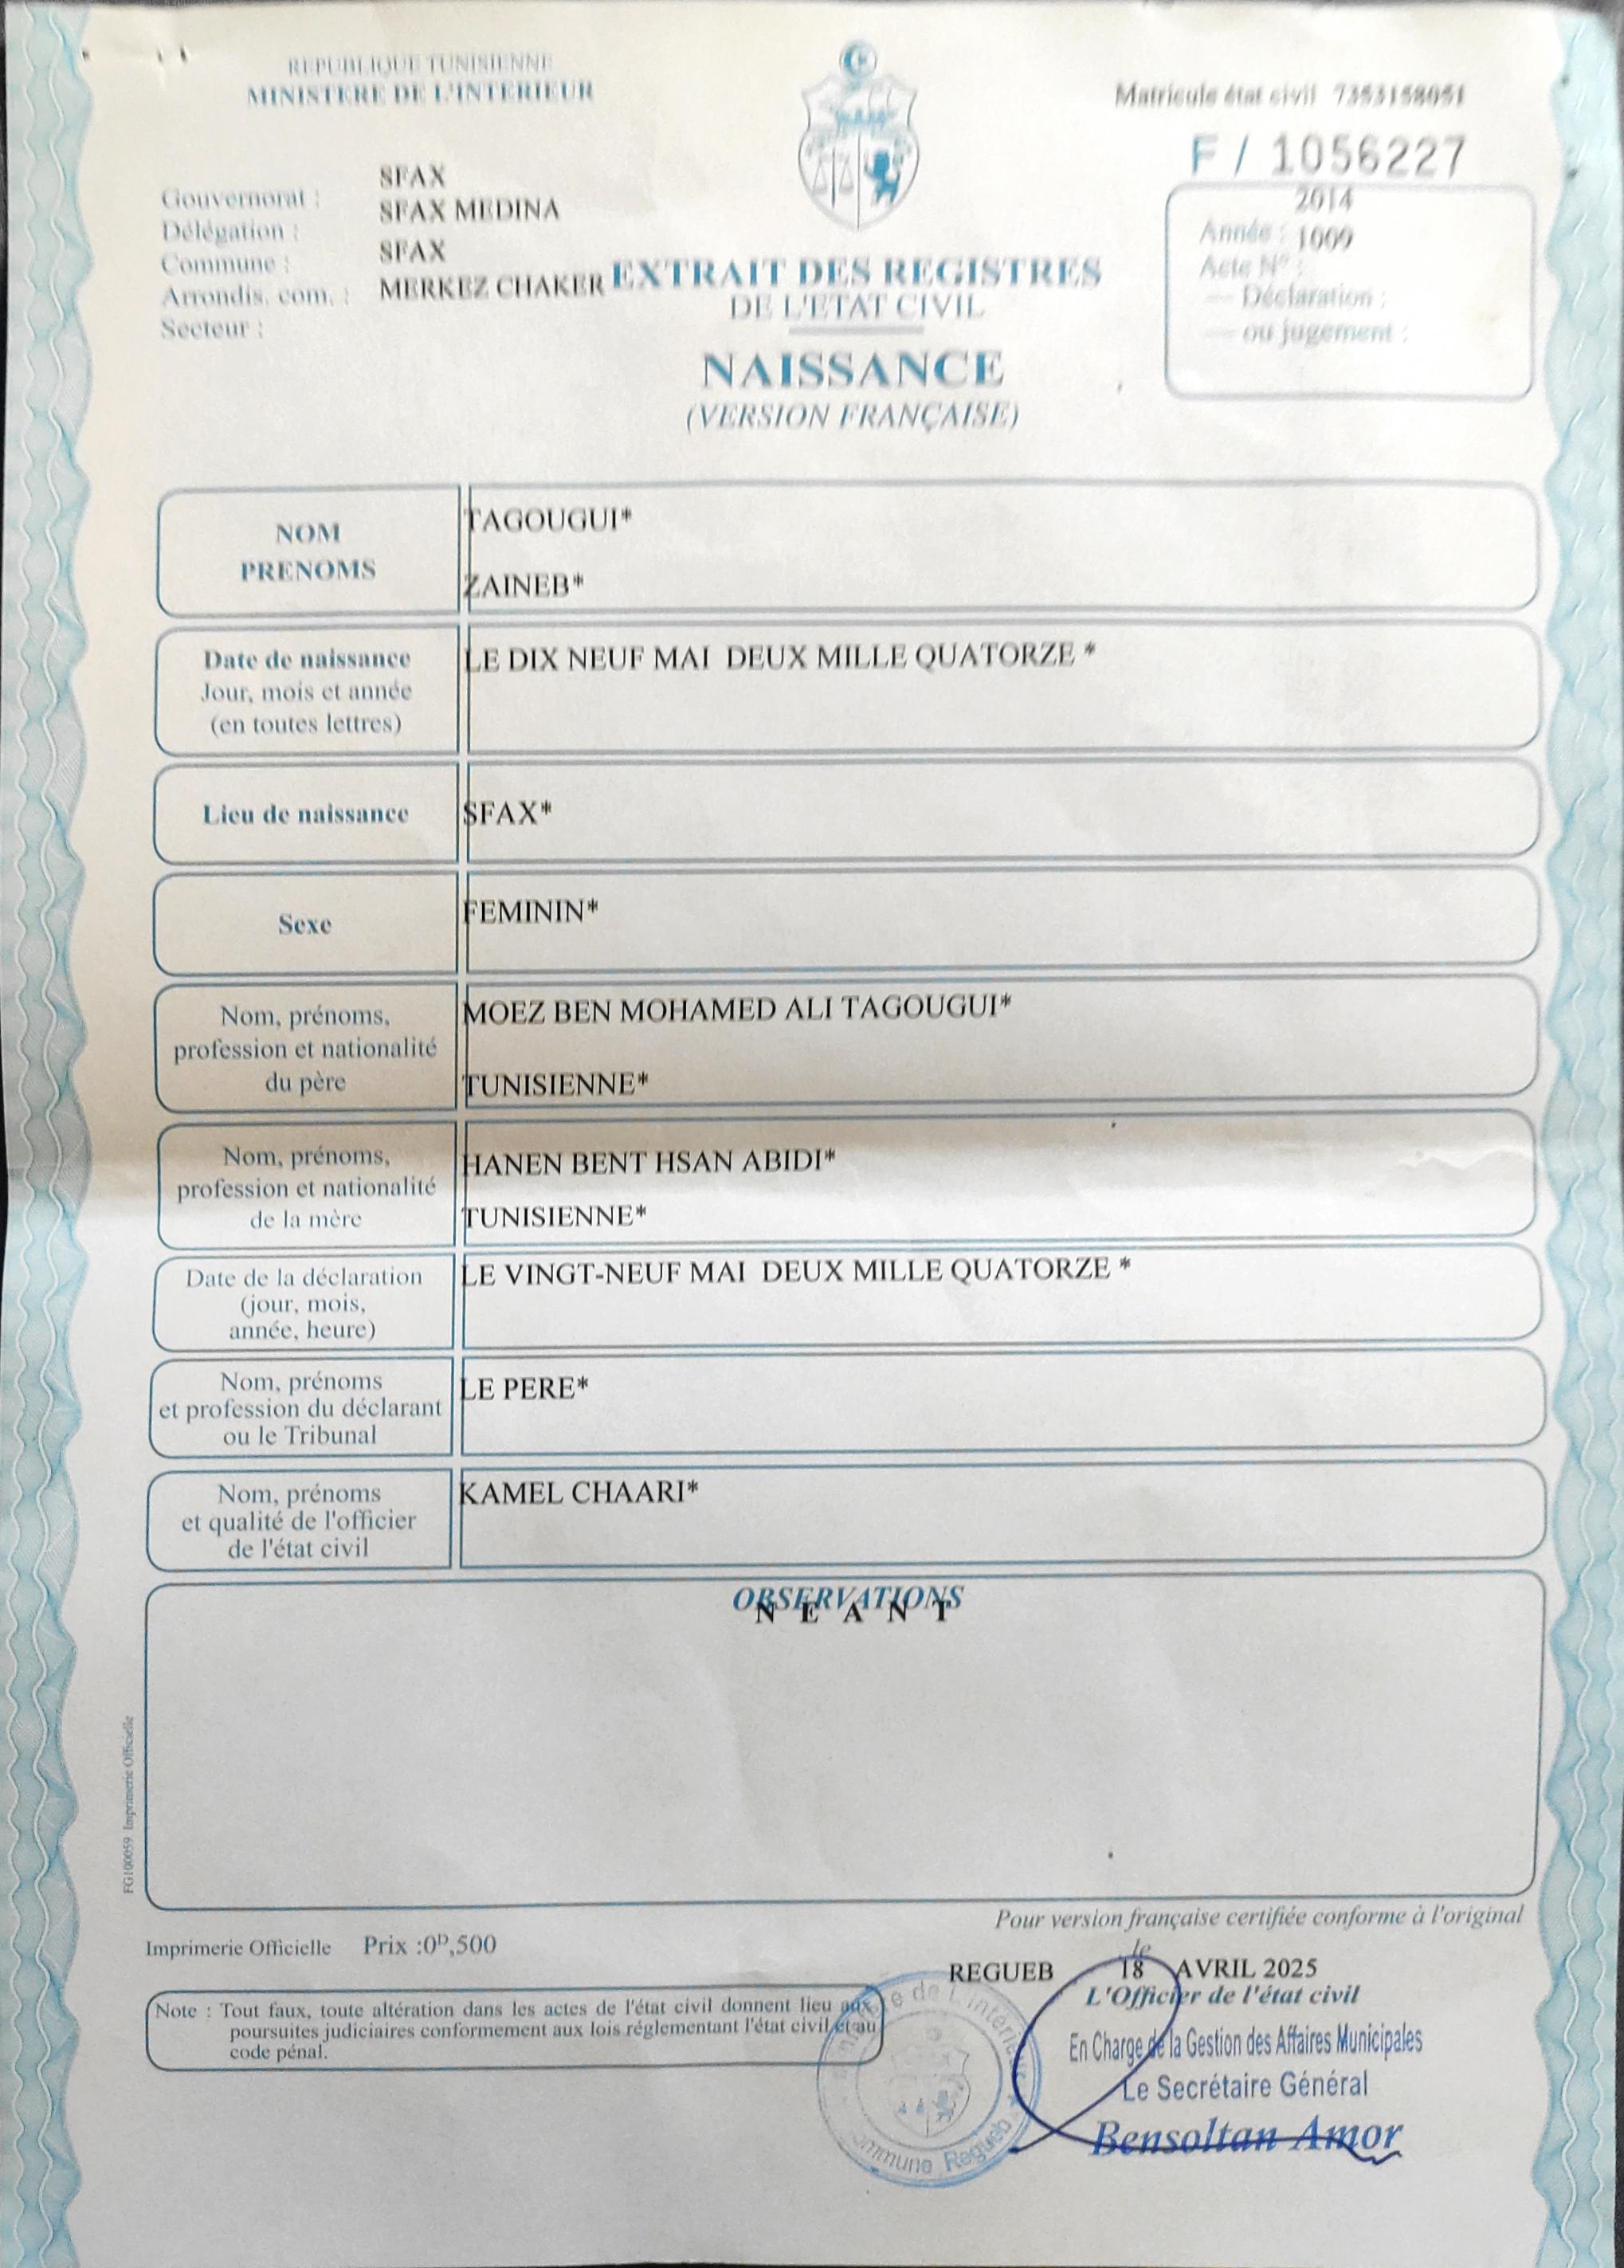 REPUBLIQUE TUNISIENNE
MINISTERE DE L'INTERIEUR
Matricule état civil 7353158051
F / 1056227
Gouvernorat : SFAX
Délégation : SFAX MEDINA
Commune : SFAX
Arrondis. com. : MERKEZ CHAKER
Secteur :
2014
Année : 1009
Acte N° :
— Déclaration :
— ou jugement :
EXTRAIT DES REGISTRES
DE L'ETAT CIVIL
NAISSANCE
(VERSION FRANÇAISE)
NOM TAGOUGUI*
PRENOMS ZAINEB*
Date de naissance LE DIX NEUF MAI DEUX MILLE QUATORZE *
Jour, mois et année
(en toutes lettres)
Lieu de naissance SFAX*
Sexe FEMININ*
Nom, prénoms, MOEZ BEN MOHAMED ALI TAGOUGUI*
profession et nationalité
du père TUNISIENNE*
Nom, prénoms, HANEN BENT HSAN ABIDI*
profession et nationalité
de la mère TUNISIENNE*
Date de la déclaration LE VINGT-NEUF MAI DEUX MILLE QUATORZE *
(jour, mois,
année, heure)
Nom, prénoms LE PERE*
et profession du déclarant
ou le Tribunal
Nom, prénoms KAMEL CHAARI*
et qualité de l'officier
de l'état civil
OBSERVATIONS
N E A N T
FG100059 Imprimerie Officielle
Pour version française certifiée conforme à l'original
Imprimerie Officielle Prix :0ᴰ,500
le
REGUEB 18 AVRIL 2025
L'Officier de l'état civil
Note : Tout faux, toute altération dans les actes de l'état civil donnent lieu aux
poursuites judiciaires conformement aux lois réglementant l'état civil et au
code pénal.
En Charge de la Gestion des Affaires Municipales
Le Secrétaire Général
Bensoltan Amor
de L'intérieur
Regueb